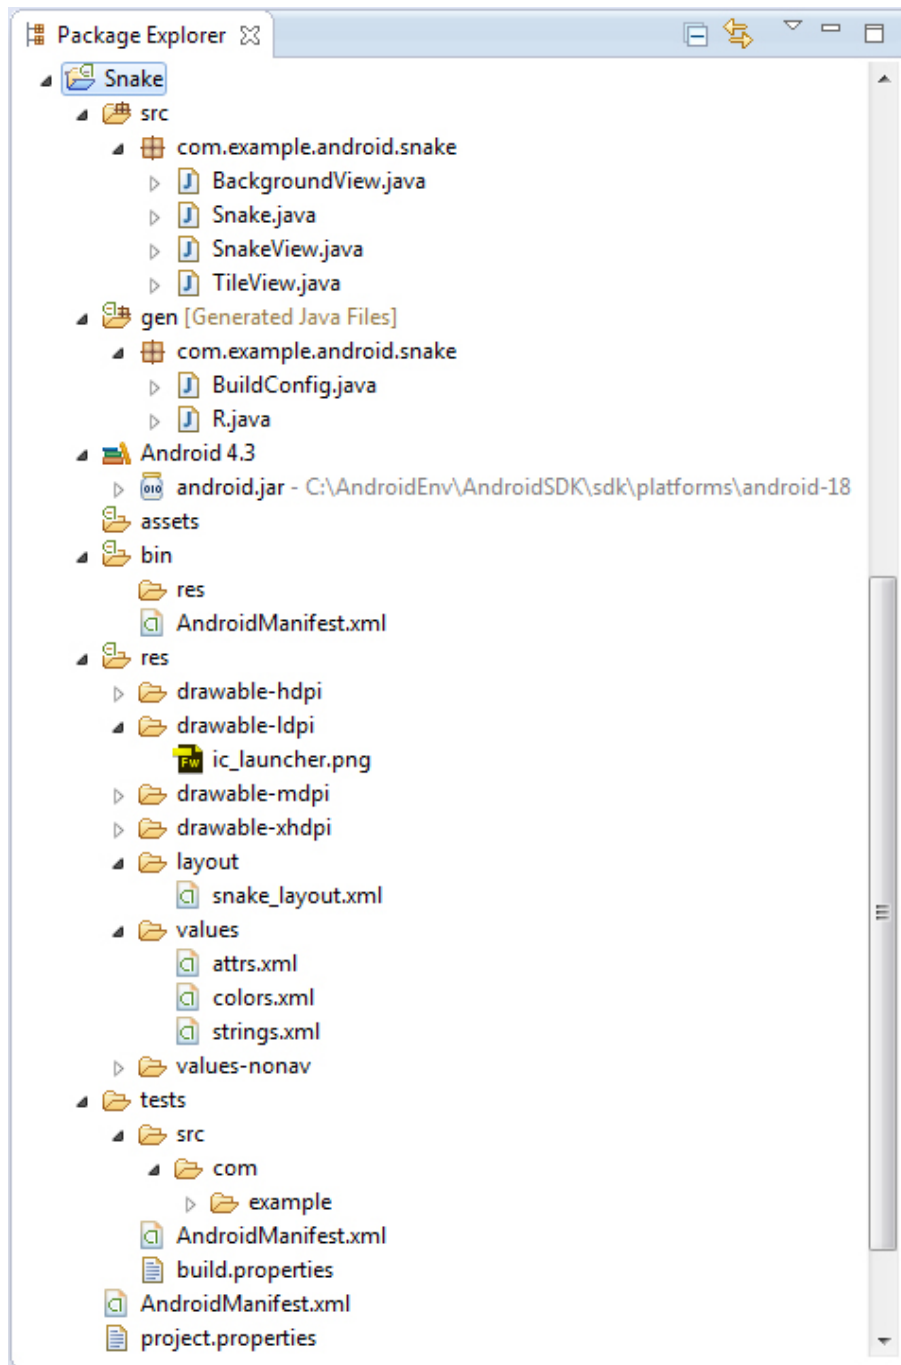 Package Explorer
Snake
src
com.example.android.snake
BackgroundView.java
Snake.java
SnakeView.java
TileView.java
gen [Generated Java Files]
com.example.android.snake
BuildConfig.java
R.java
Android 4.3
android.jar - C:\AndroidEnv\AndroidSDK\sdk\platforms\android-18
assets
bin
res
AndroidManifest.xml
res
drawable-hdpi
drawable-ldpi
ic_launcher.png
drawable-mdpi
drawable-xhdpi
layout
snake_layout.xml
values
attrs.xml
colors.xml
strings.xml
values-nonav
tests
src
com
example
AndroidManifest.xml
build.properties
AndroidManifest.xml
project.properties